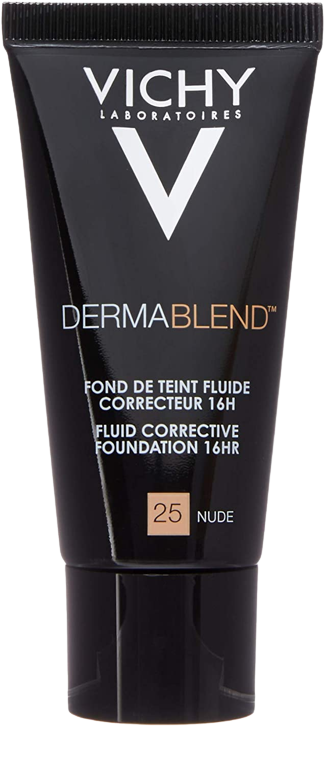 VICHY
LABORATOIRES
V
DERMABLEND™
FOND DE TEINT FLUIDE
CORRECTEUR 16H
FLUID CORRECTIVE
FOUNDATION 16HR
25 NUDE